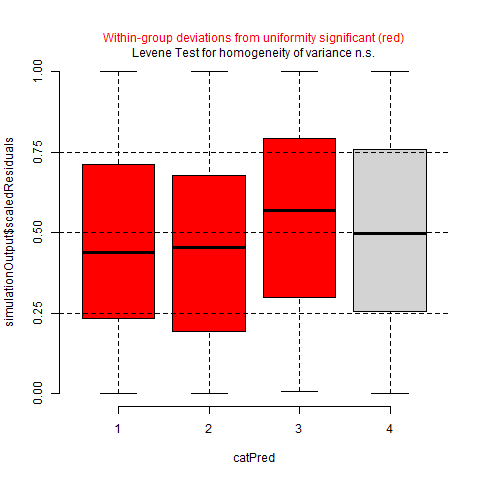 Within-group deviations from uniformity significant (red)
Levene Test for homogeneity of variance n.s.
simulationOutput$scaledResiduals
1.00
0.75
0.50
0.25
0.00
1 2 3 4
catPred